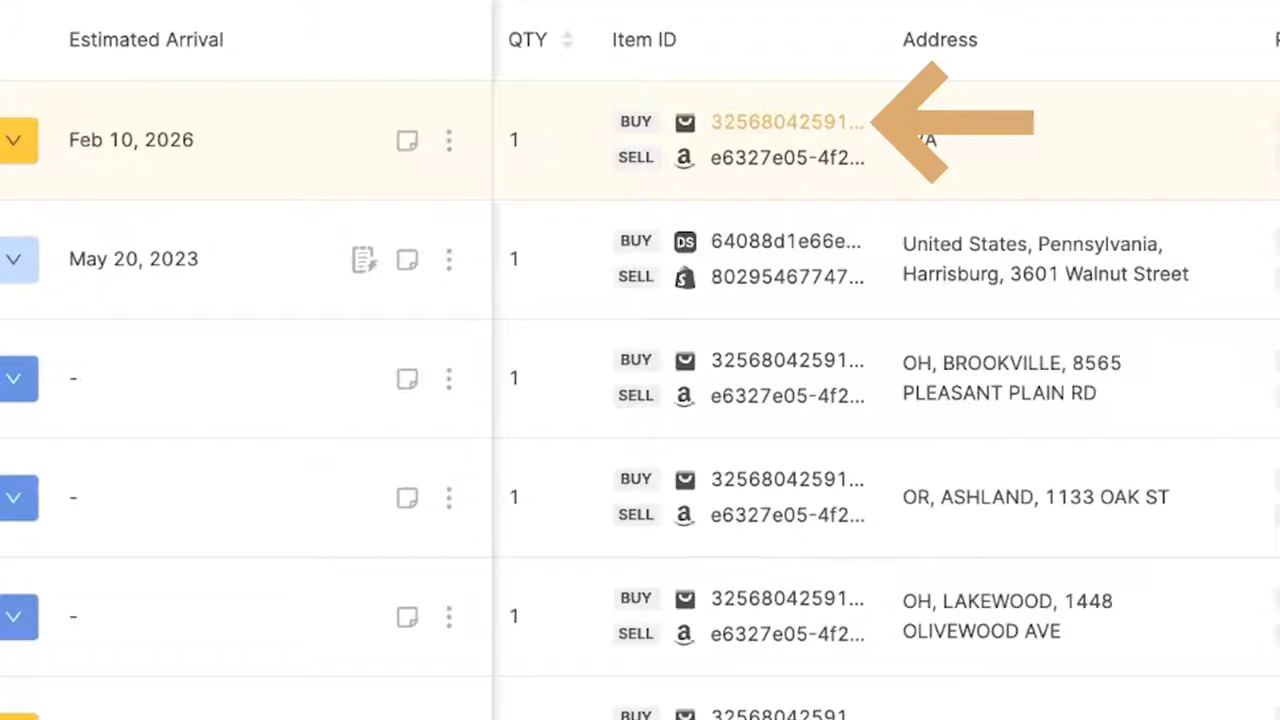 Estimated Arrival QTY Item ID Address
Feb 10, 2026 1 BUY 32568042591...
SELL e6327e05-4f2...
May 20, 2023 1 BUY DS 64088d1e66e... United States, Pennsylvania,
SELL 80295467747... Harrisburg, 3601 Walnut Street
- 1 BUY 32568042591... OH, BROOKVILLE, 8565
SELL e6327e05-4f2... PLEASANT PLAIN RD
- 1 BUY 32568042591... OR, ASHLAND, 1133 OAK ST
SELL e6327e05-4f2...
- 1 BUY 32568042591... OH, LAKEWOOD, 1448
SELL e6327e05-4f2... OLIVEWOOD AVE
BUY 32568042591...